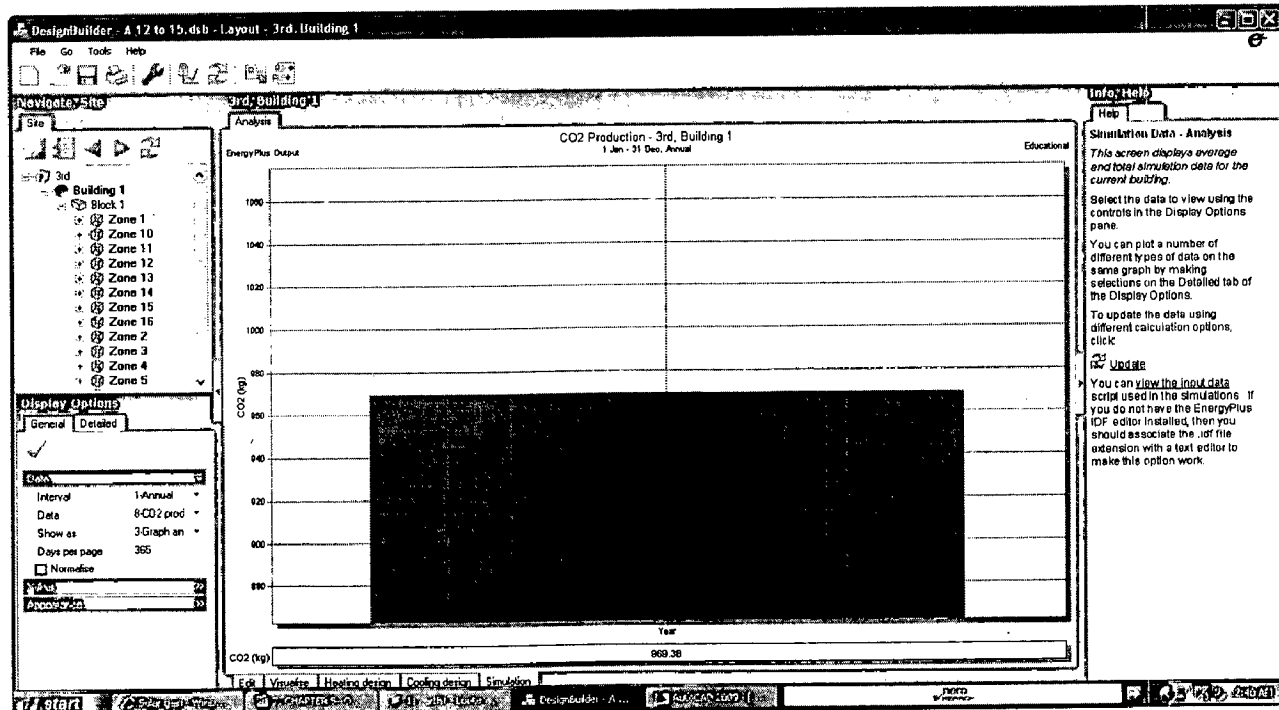 DesignBuilder - A 12 to 15.dsb - Layout - 3rd, Building 1
File Go Tools Help
Navigate, Site
Site
3rd
Building 1
Block 1
Zone 1
Zone 10
Zone 11
Zone 12
Zone 13
Zone 14
Zone 15
Zone 16
Zone 2
Zone 3
Zone 4
Zone 5
Display Options
General Detailed
Data
Interval 1-Annual
Data 8-CO2 prod
Show as 3-Graph an
Days per page 365
Normalise
3rd, Building 1
Analysis
CO2 Production - 3rd, Building 1
EnergyPlus Output
1 Jan - 31 Dec, Annual
Educational
CO2 (kg)
1060
1040
1020
1000
980
960
940
920
900
880
Year
CO2 (kg) 969.38
Edit Visualise Heating design Cooling design Simulation
Info, Help
Help
Simulation Data - Analysis
This screen displays average
and total simulation data for the
current building.
Select the data to view using the
controls in the Display Options
pane.
You can plot a number of
different types of data on the
same graph by making
selections on the Detailed tab of
the Display Options.
To update the data using
different calculation options,
click
Update
You can view the input data
script used in the simulations. If
you do not have the EnergyPlus
IDF editor installed, then you
should associate the .idf file
extension with a text editor to
make this option work.
start
DesignBuilder - A ...
nero